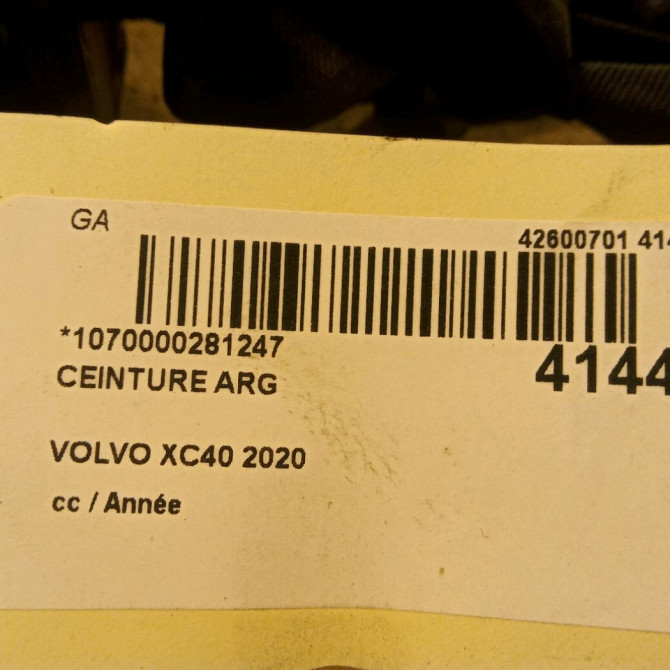 GA
42600701 414
*1070000281247
4144
CEINTURE ARG
VOLVO XC40 2020
cc / Année